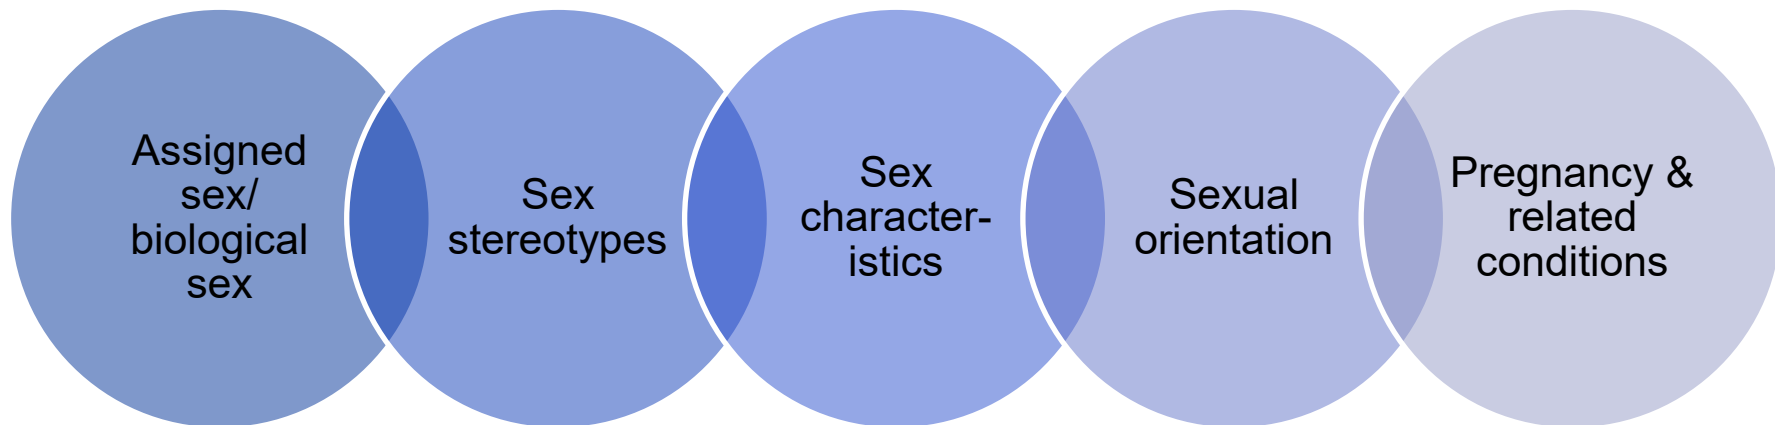 Assigned
sex/
biological
sex
Sex
stereotypes
Sex
character-
istics
Sexual
orientation
Pregnancy &
related
conditions